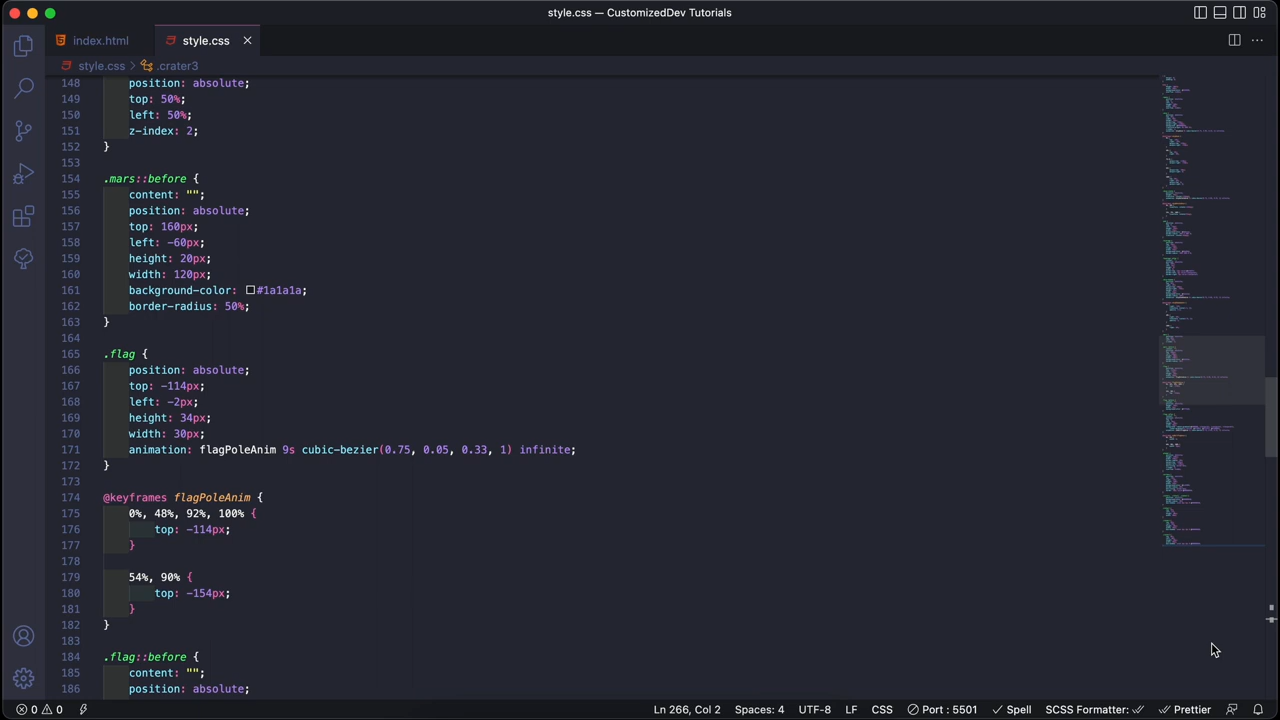 style.css — CustomizedDev Tutorials
index.html
style.css
style.css > .crater3
148 position: absolute;
149 top: 50%;
150 left: 50%;
151 z-index: 2;
152 }
153
154 .mars::before {
155 content: "";
156 position: absolute;
157 top: 160px;
158 left: -60px;
159 height: 20px;
160 width: 120px;
161 background-color: #1a1a1a;
162 border-radius: 50%;
163 }
164
165 .flag {
166 position: absolute;
167 top: -114px;
168 left: -2px;
169 height: 34px;
170 width: 30px;
171 animation: flagPoleAnim 9s cubic-bezier(0.75, 0.05, 0.33, 1) infinite;
172 }
173
174 @keyframes flagPoleAnim {
175 0%, 48%, 92%, 100% {
176 top: -114px;
177 }
178
179 54%, 90% {
180 top: -154px;
181 }
182 }
183
184 .flag::before {
185 content: "";
186 position: absolute;
0 0 Ln 266, Col 2 Spaces: 4 UTF-8 LF CSS Port : 5501 Spell SCSS Formatter: Prettier